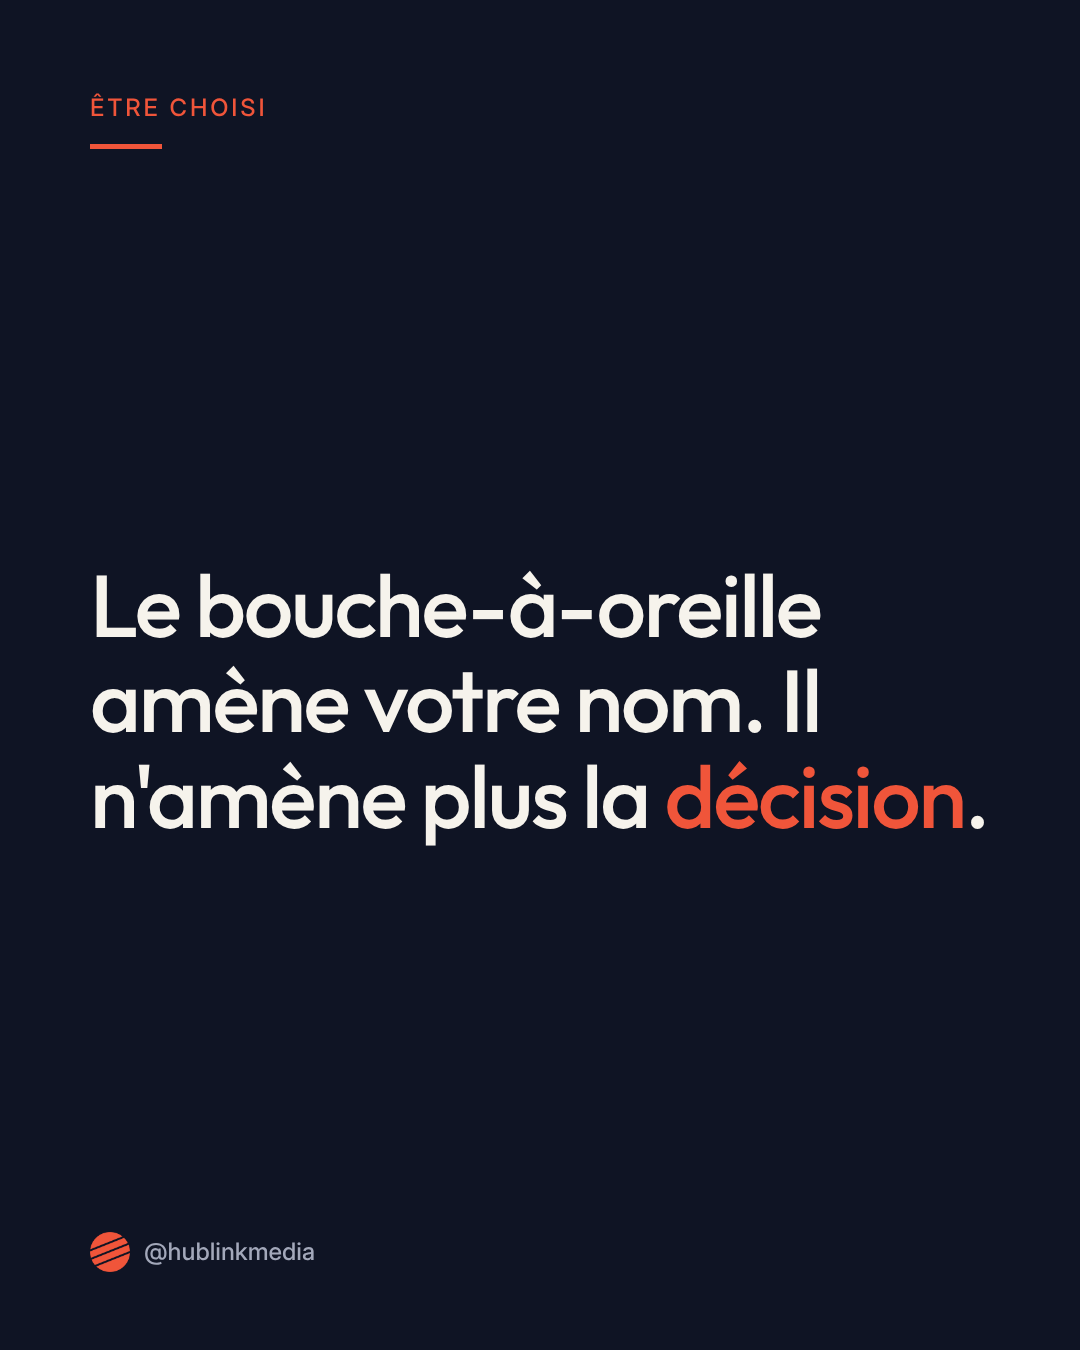 ÊTRE CHOISI
Le bouche-à-oreille
amène votre nom. Il
n'amène plus la décision.
@hublinkmedia